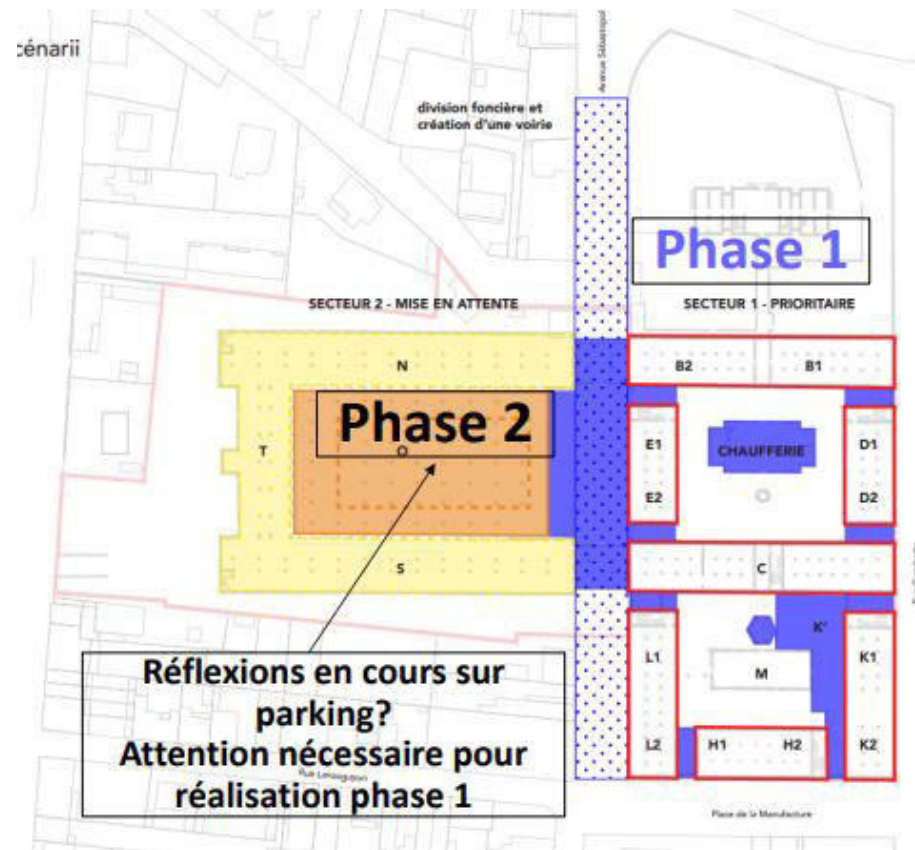 cénarii
Avenue Sébastopol
division foncière et
création d'une voirie
Phase 1
SECTEUR 2 - MISE EN ATTENTE
SECTEUR 1 - PRIORITAIRE
N
B2
B1
Phase 2
T
O
E1
CHAUFFERIE
D1
E2
D2
S
C
K'
L1
M
K1
L2
H1
H2
K2
Réflexions en cours sur
parking?
Attention nécessaire pour
réalisation phase 1
Place de la Manufacture